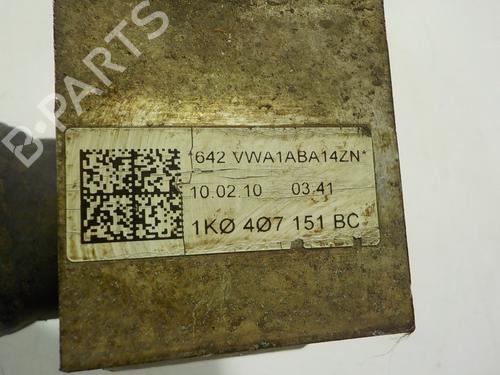 B-PARTS
*642 VWA1ABA14ZN*
10.02.10 03:41
1KØ 4Ø7 151 BC